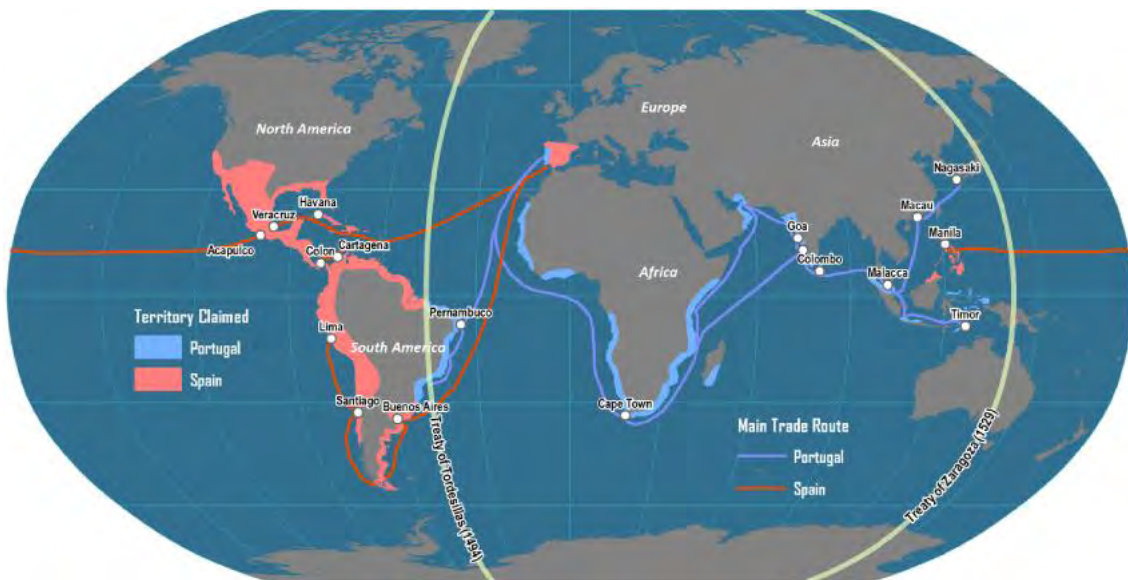 North America
Europe
Asia
Nagasaki
Havana
Veracruz
Macau
Goa
Manila
Acapulco
Colon
Cartagena
Colombo
Africa
Malacca
Territory Claimed
Portugal
Spain
Pernambuco
Timor
Lima
South America
Santiago
Buenos Aires
Cape Town
Main Trade Route
Portugal
Spain
Treaty of Tordesillas (1494)
Treaty of Zaragoza (1529)